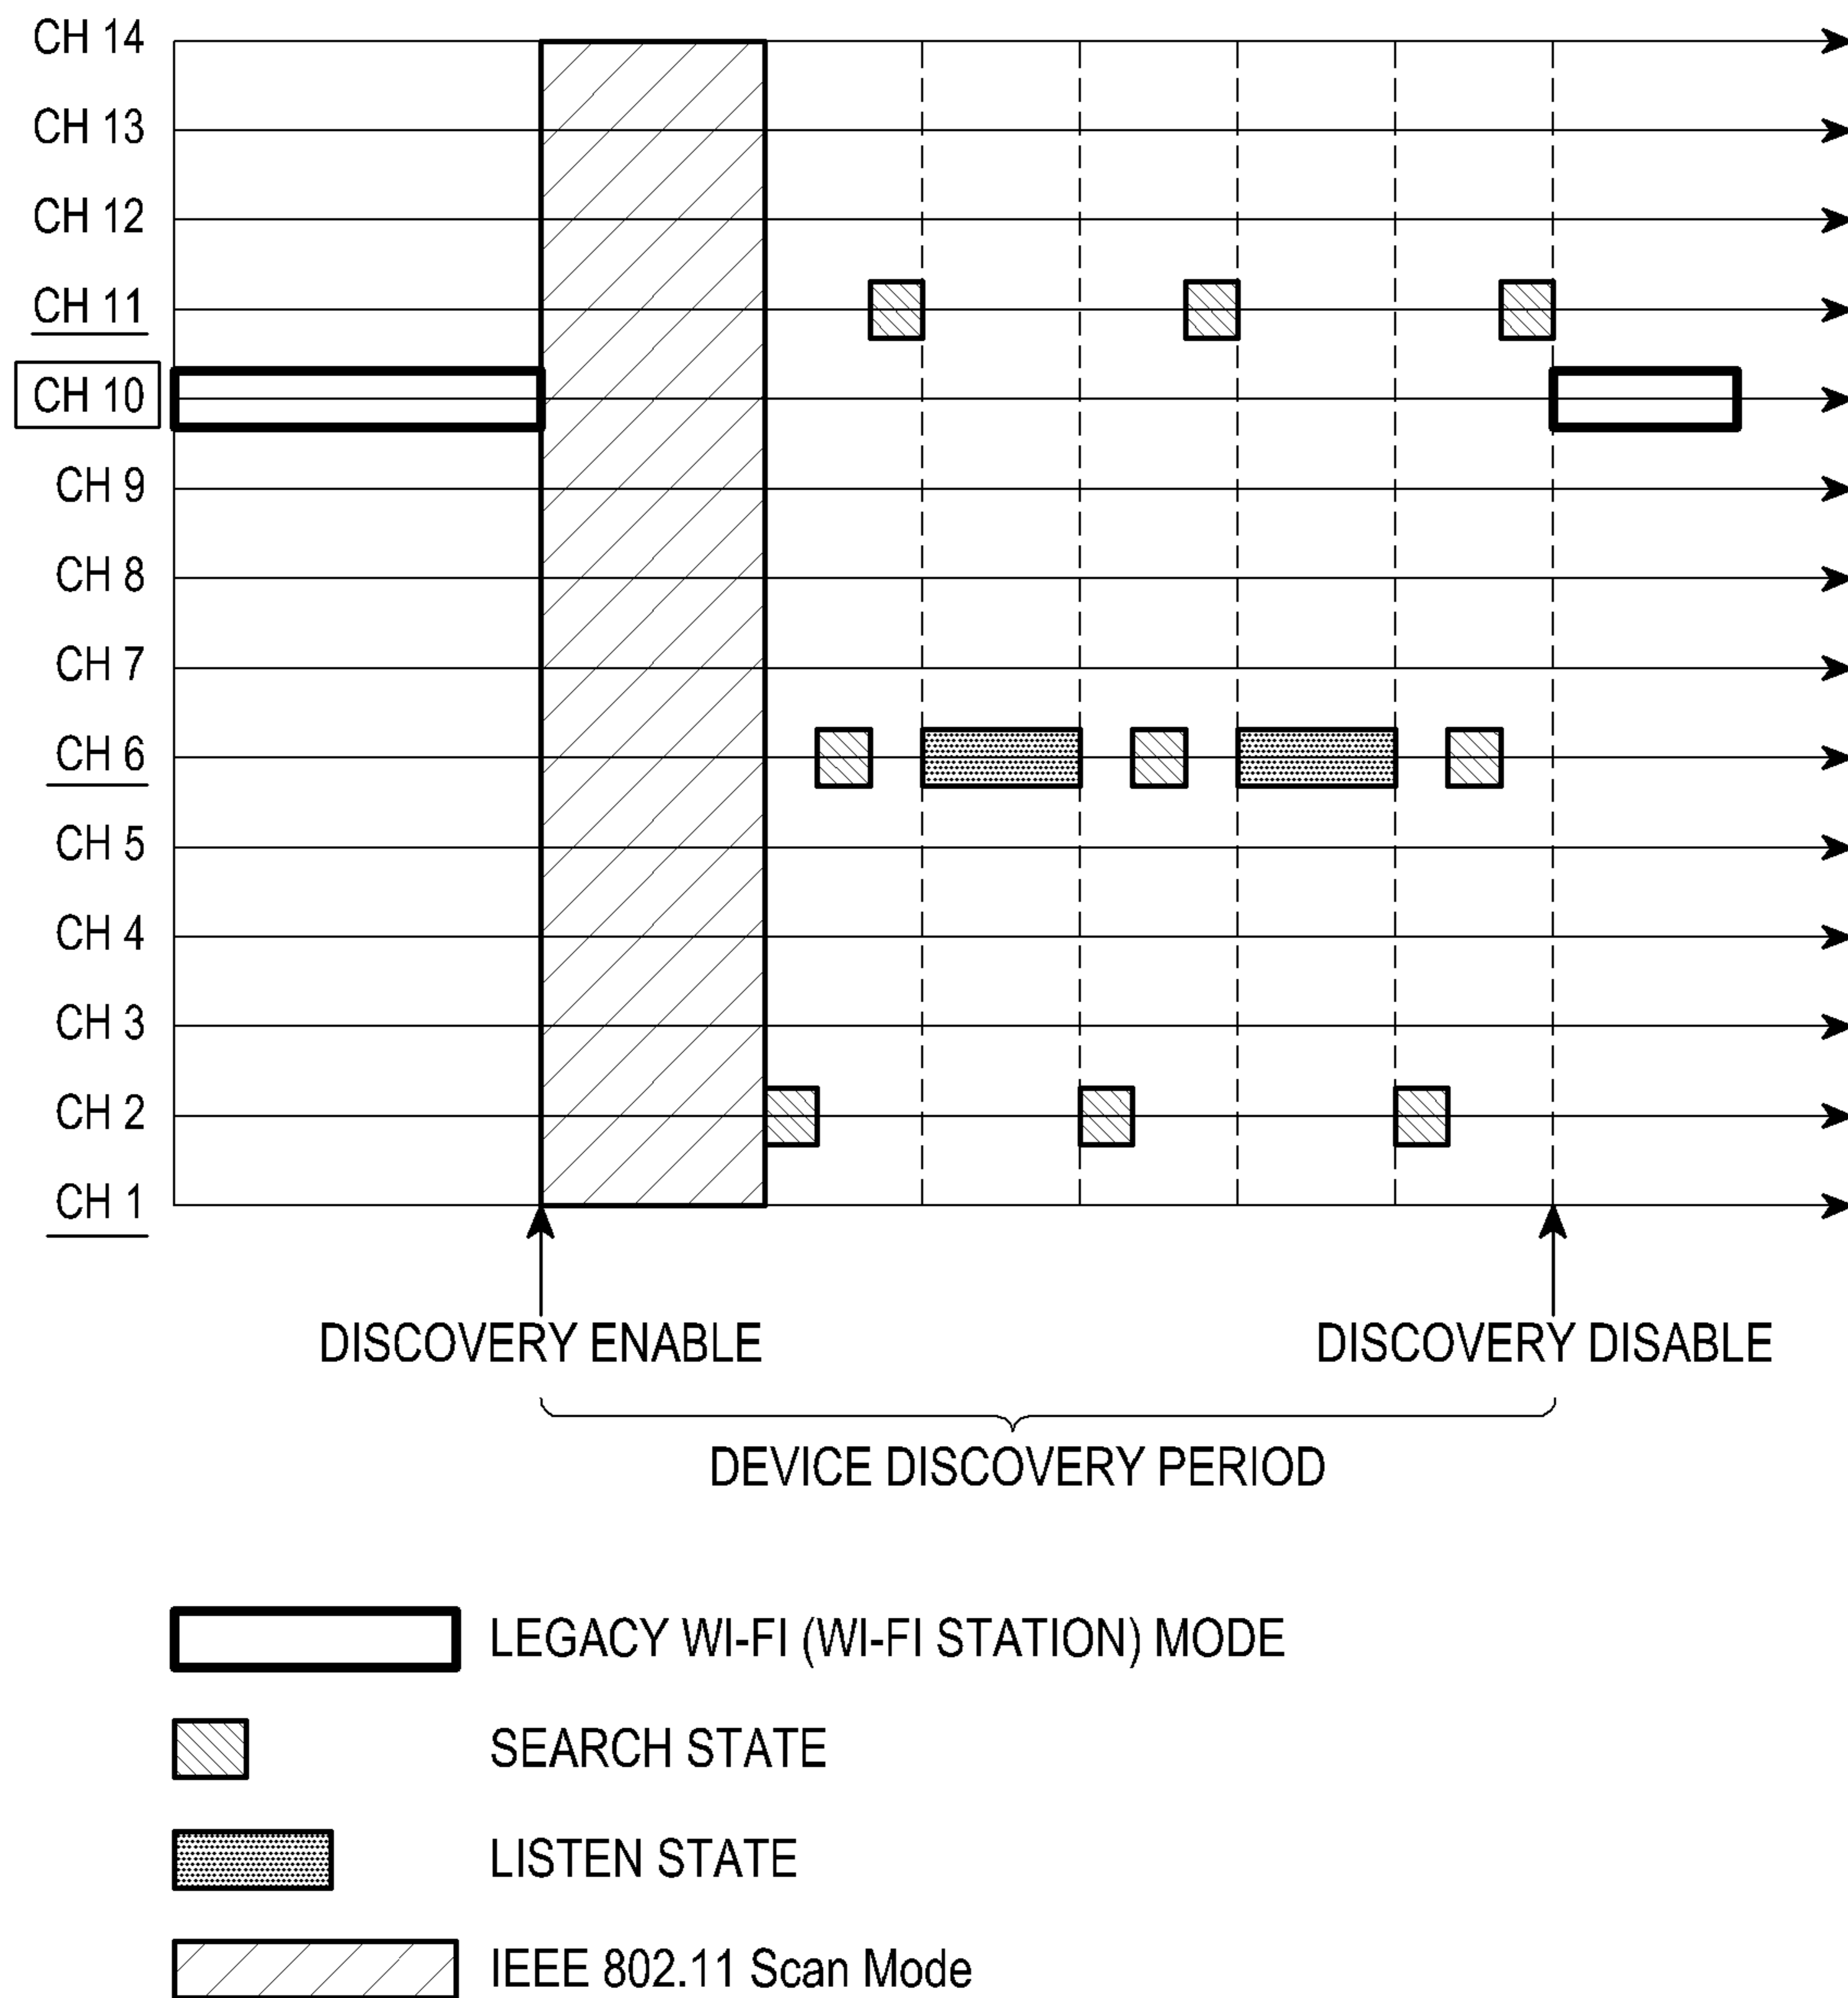 CH 14
CH 13
CH 12
CH 11
CH 10
CH 9
CH 8
CH 7
CH 6
CH 5
CH 4
CH 3
CH 2
CH 1
DISCOVERY ENABLE
DISCOVERY DISABLE
DEVICE DISCOVERY PERIOD
LEGACY WI-FI (WI-FI STATION) MODE
SEARCH STATE
LISTEN STATE
IEEE 802.11 Scan Mode